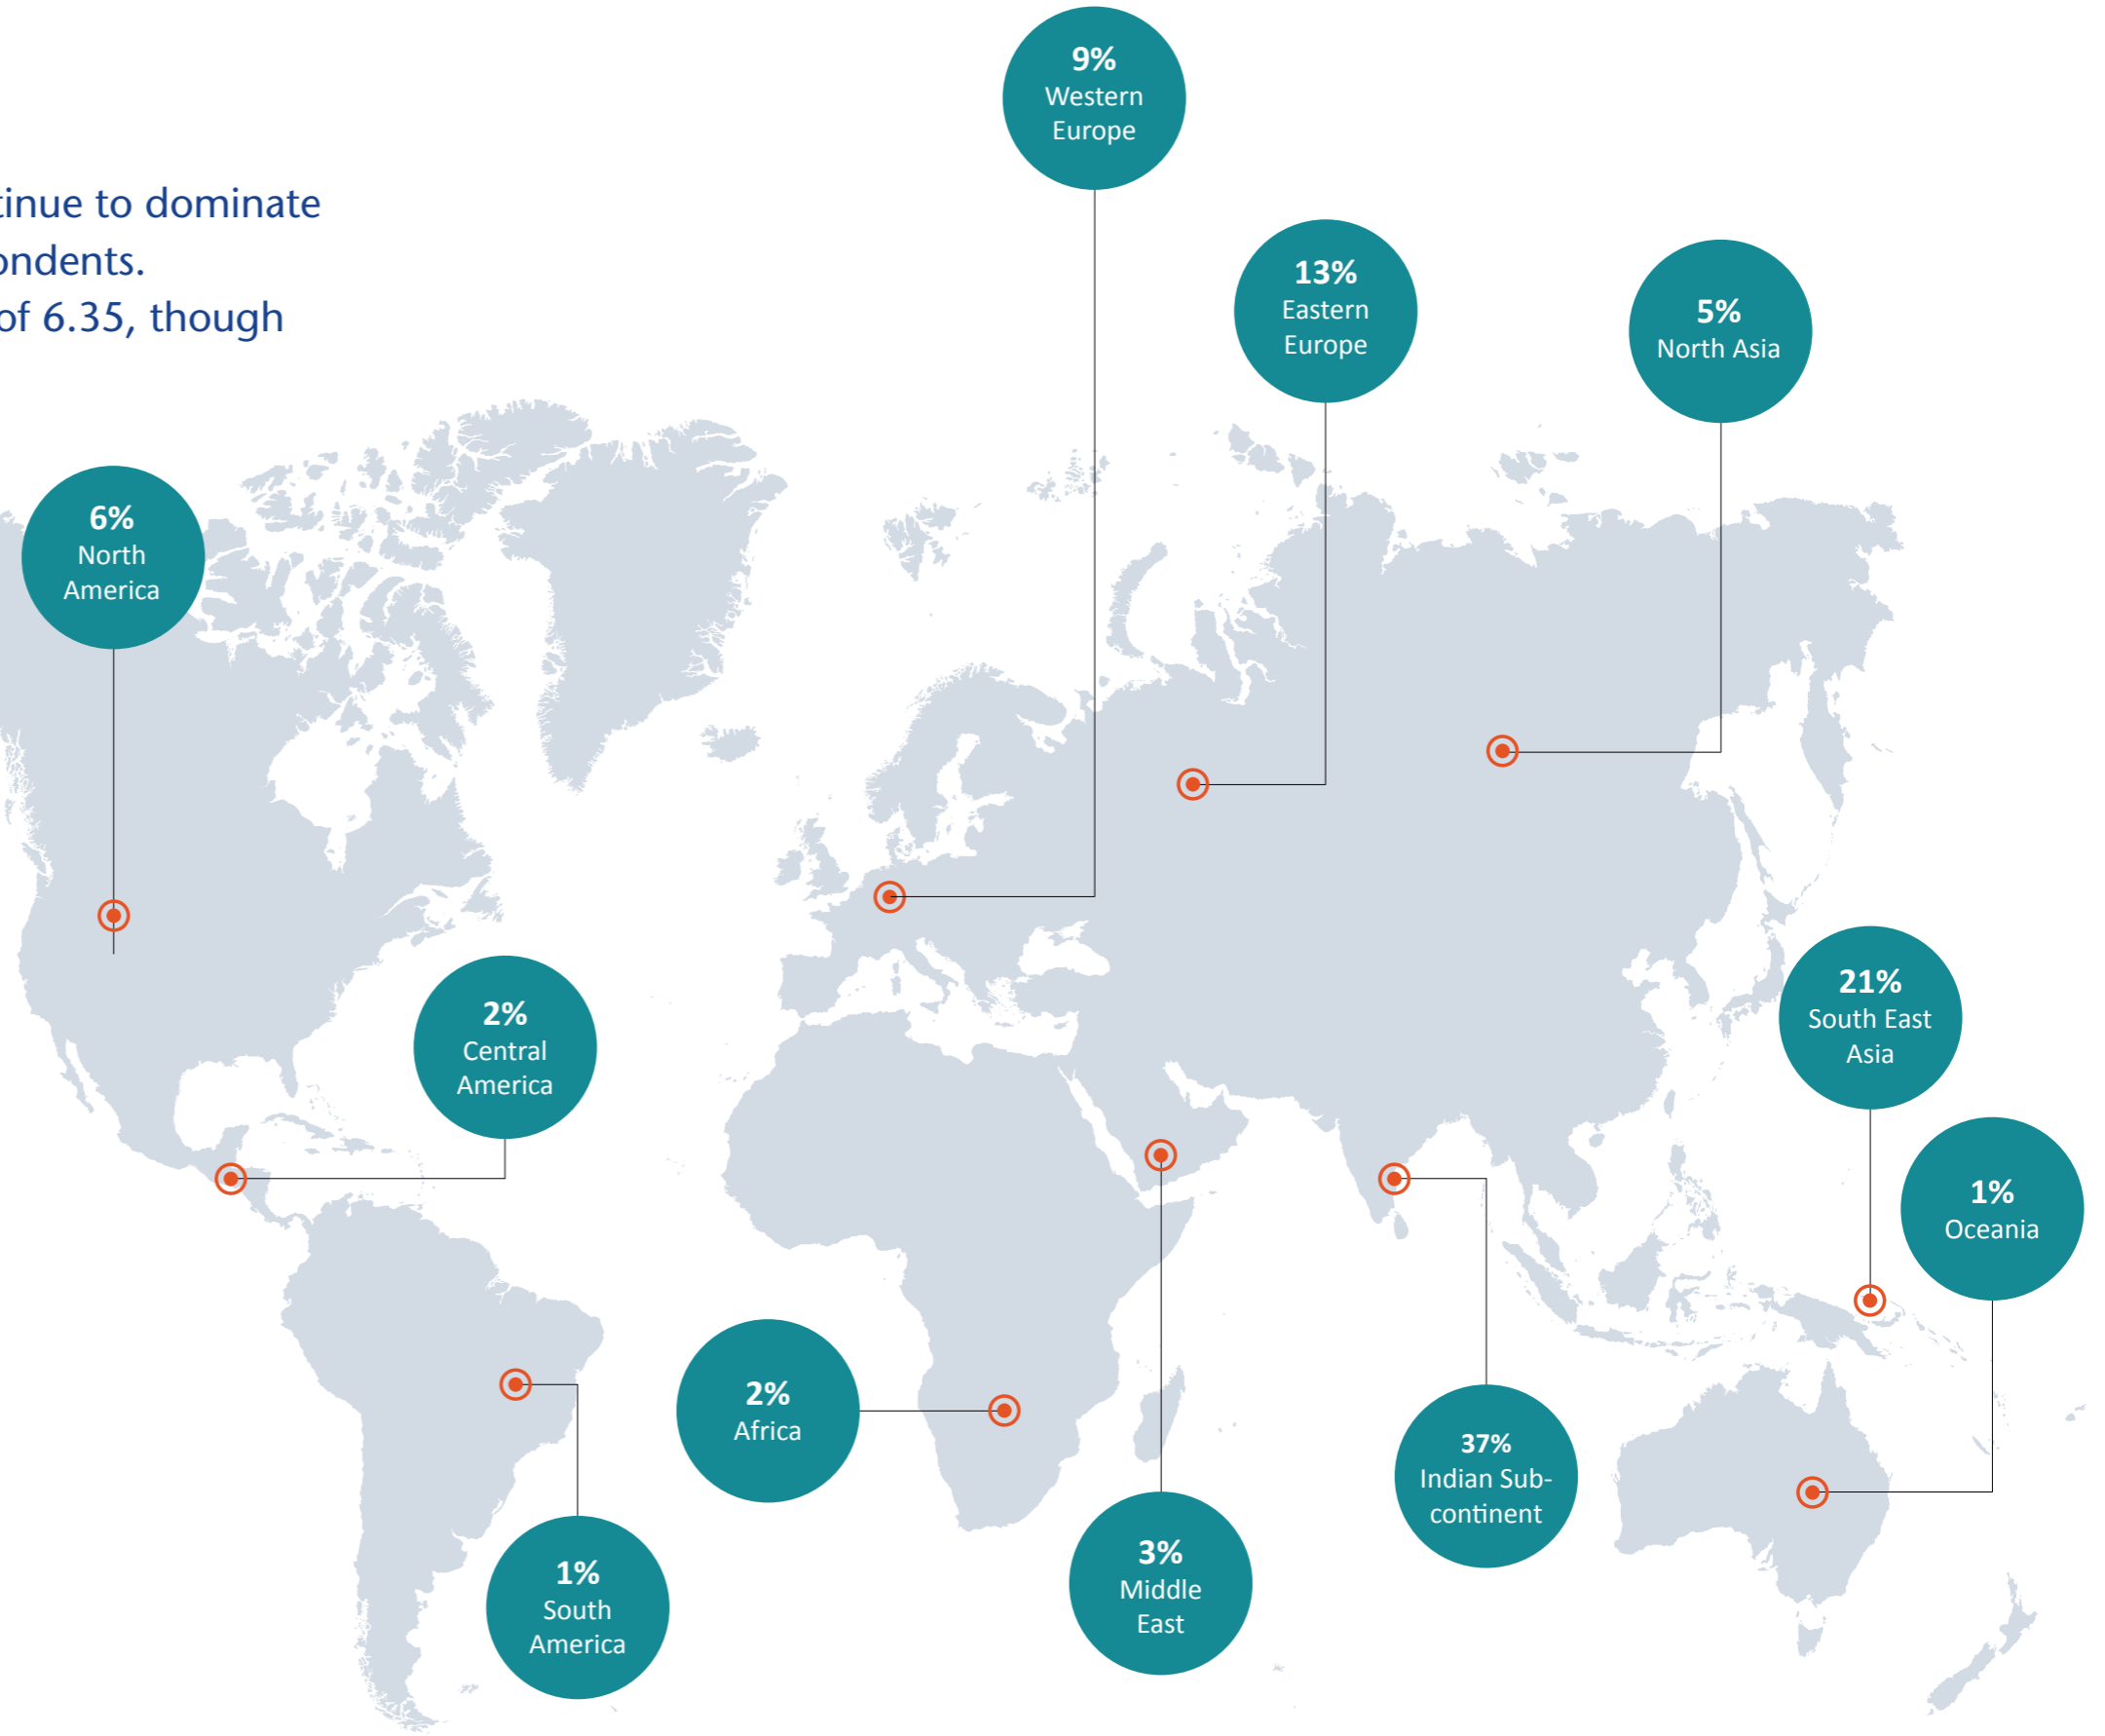 9%
Western
Europe
tinue to dominate
ondents.
of 6.35, though
13%
Eastern
Europe
5%
North Asia
6%
North
America
2%
Central
America
21%
South East
Asia
1%
Oceania
2%
Africa
37%
Indian Sub-
continent
3%
Middle
East
1%
South
America